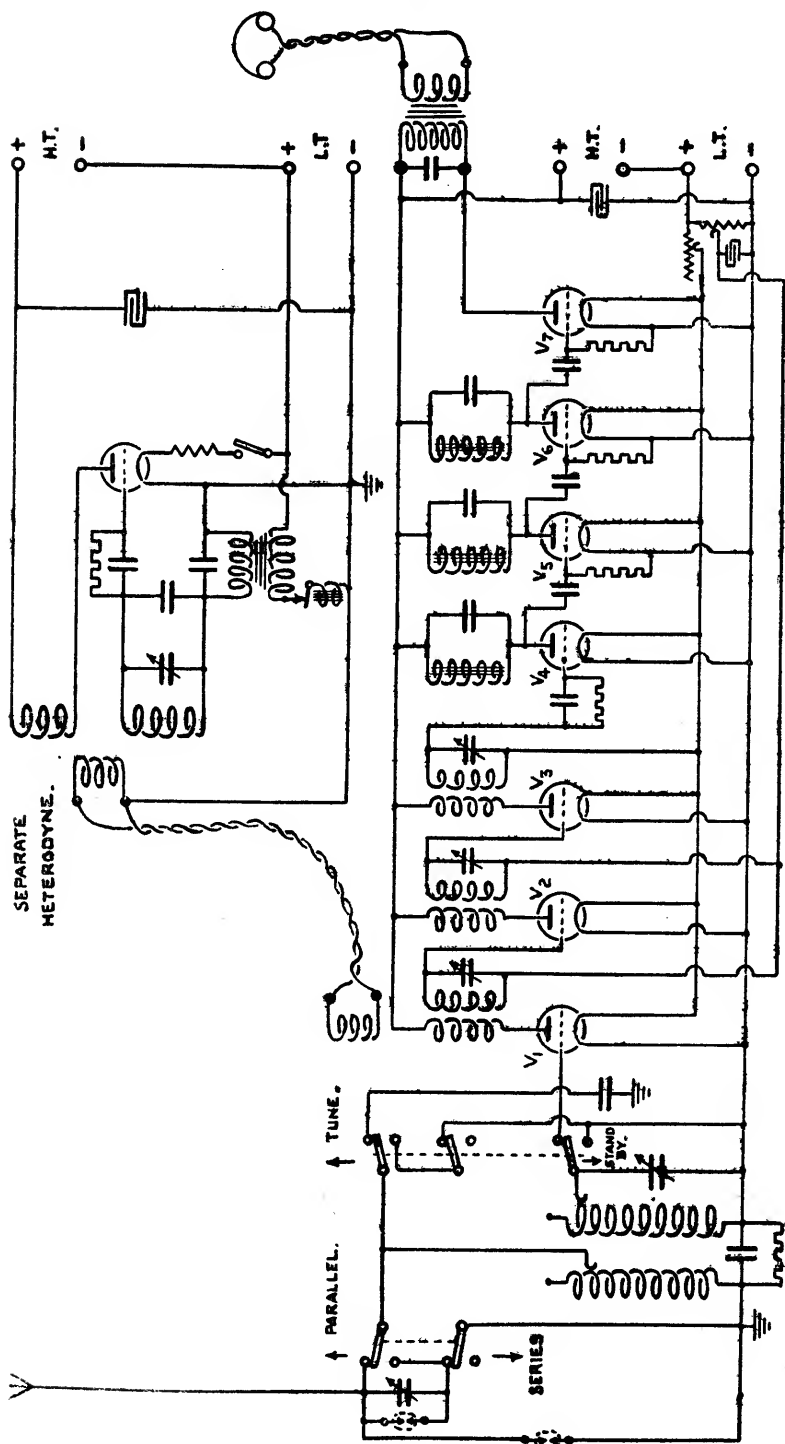 SEPARATE
HETERODYNE.
+
H.T.
-
+
L.T
-
+
H.T.
-
+
L.T.
-
V1
V2
V3
V4
V5
V6
V7
PARALLEL.
SERIES
TUNE.
STAND
BY.